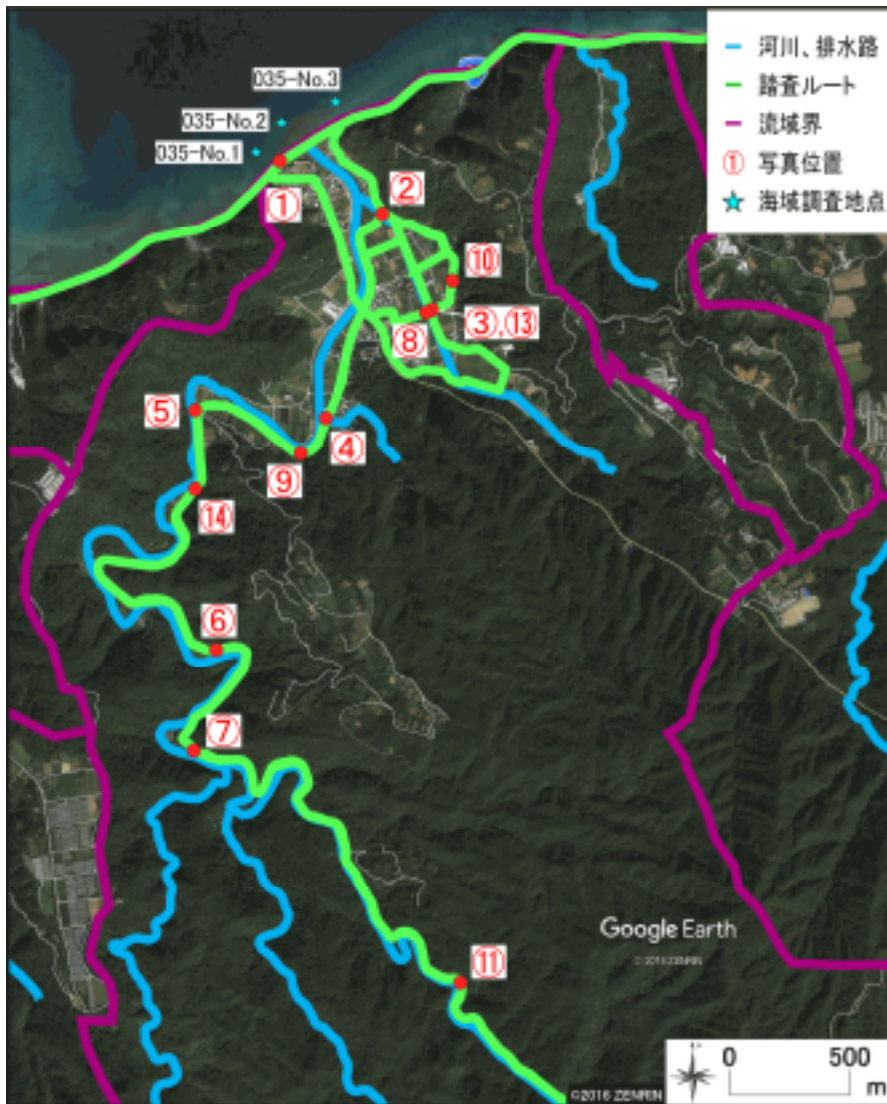 河川、排水路
踏査ルート
流域界
① 写真位置
海域調査地点
035-No.3
035-No.2
035-No.1
①
②
⑩
③,⑬
⑧
⑤
④
⑨
⑭
⑥
⑦
Google Earth
© 2016 ZENRIN
⑪
0 500
m
©2016 ZENRIN